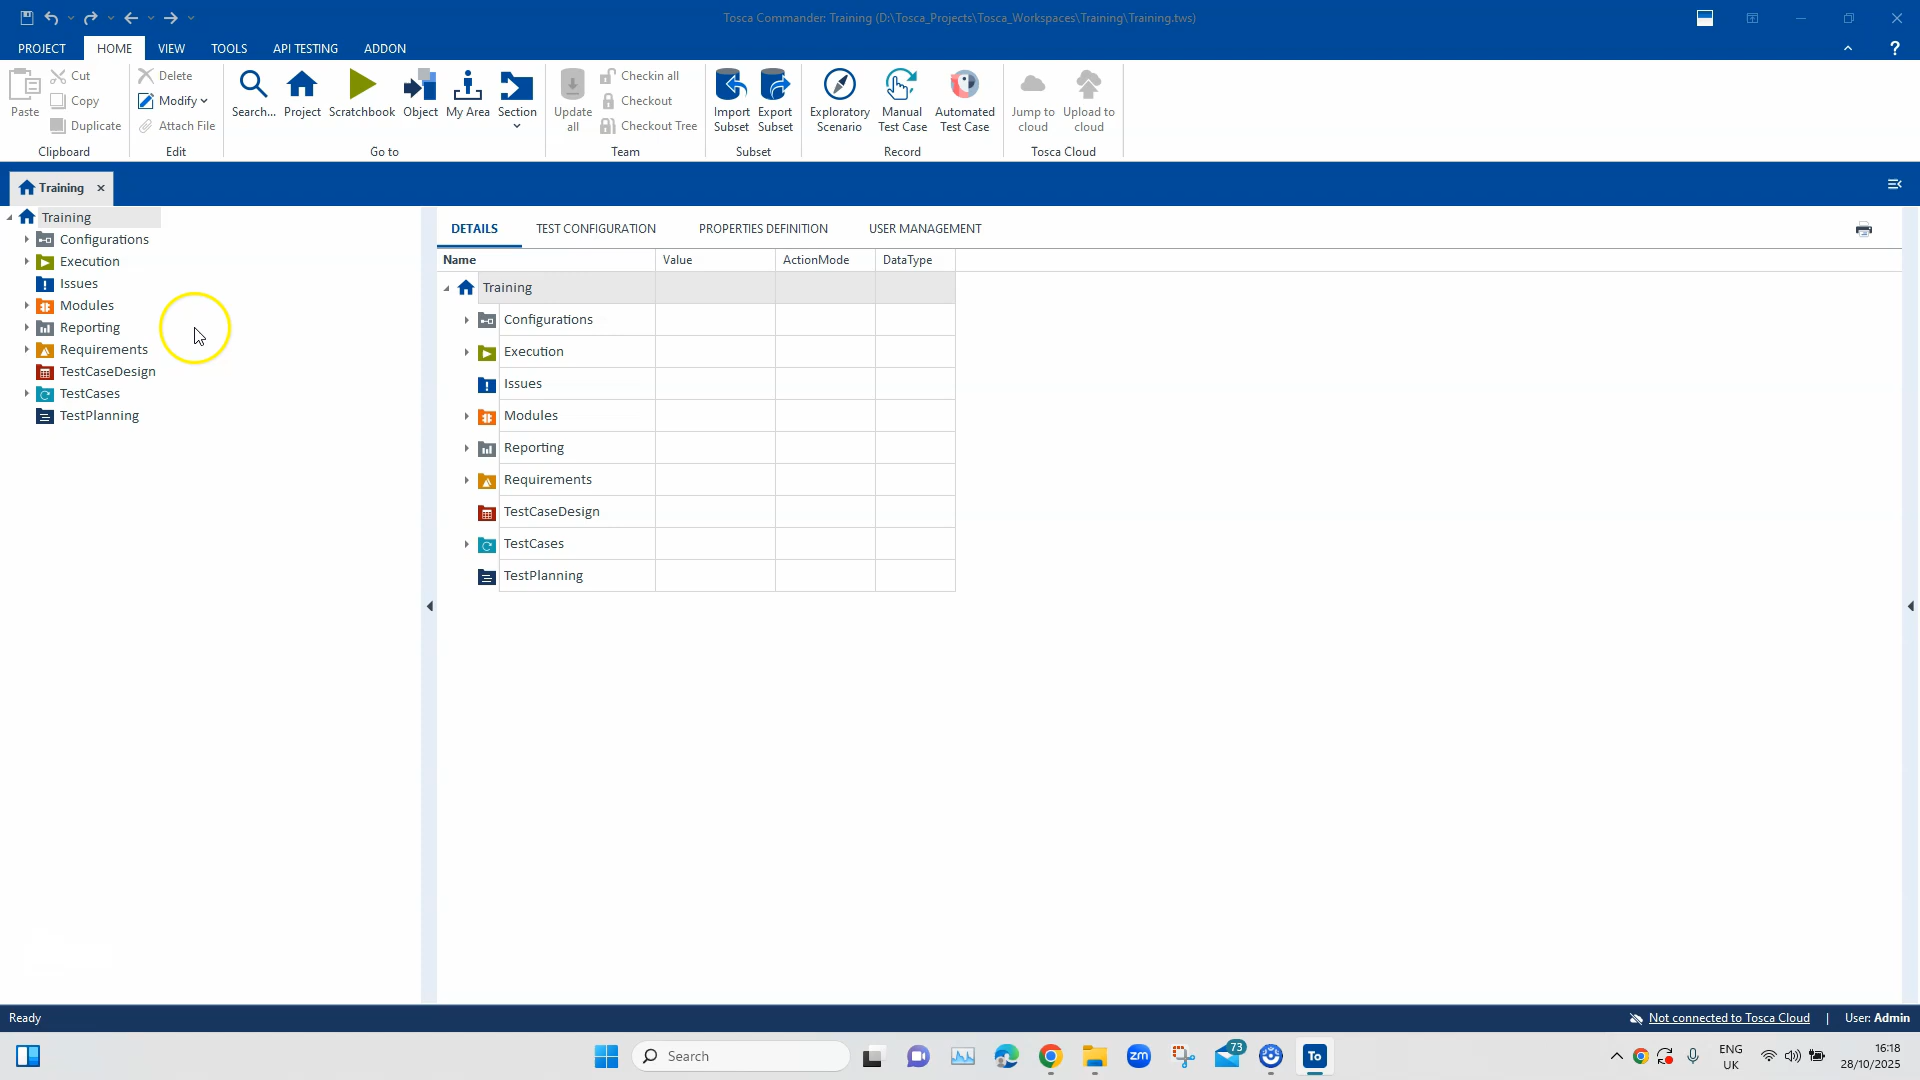 Tosca Commander: Training (D:\Tosca_Projects\Tosca_Workspaces\Training\Training.tws)
PROJECT HOME VIEW TOOLS API TESTING ADDON ?
Paste
Cut
Copy
Duplicate
Clipboard
Delete
Modify
Attach File
Edit
Search... Project Scratchbook Object My Area Section
Go to
Update all
Checkin all
Checkout
Checkout Tree
Team
Import Subset
Export Subset
Subset
Exploratory Scenario
Manual Test Case
Automated Test Case
Record
Jump to cloud
Upload to cloud
Tosca Cloud
Training
Training
Configurations
Execution
Issues
Modules
Reporting
Requirements
TestCaseDesign
TestCases
TestPlanning
DETAILS TEST CONFIGURATION PROPERTIES DEFINITION USER MANAGEMENT
Name Value ActionMode DataType
Training
Configurations
Execution
Issues
Modules
Reporting
Requirements
TestCaseDesign
TestCases
TestPlanning
Ready
Not connected to Tosca Cloud | User: Admin
Search
zm
73
To
ENG
UK
16:18
28/10/2025